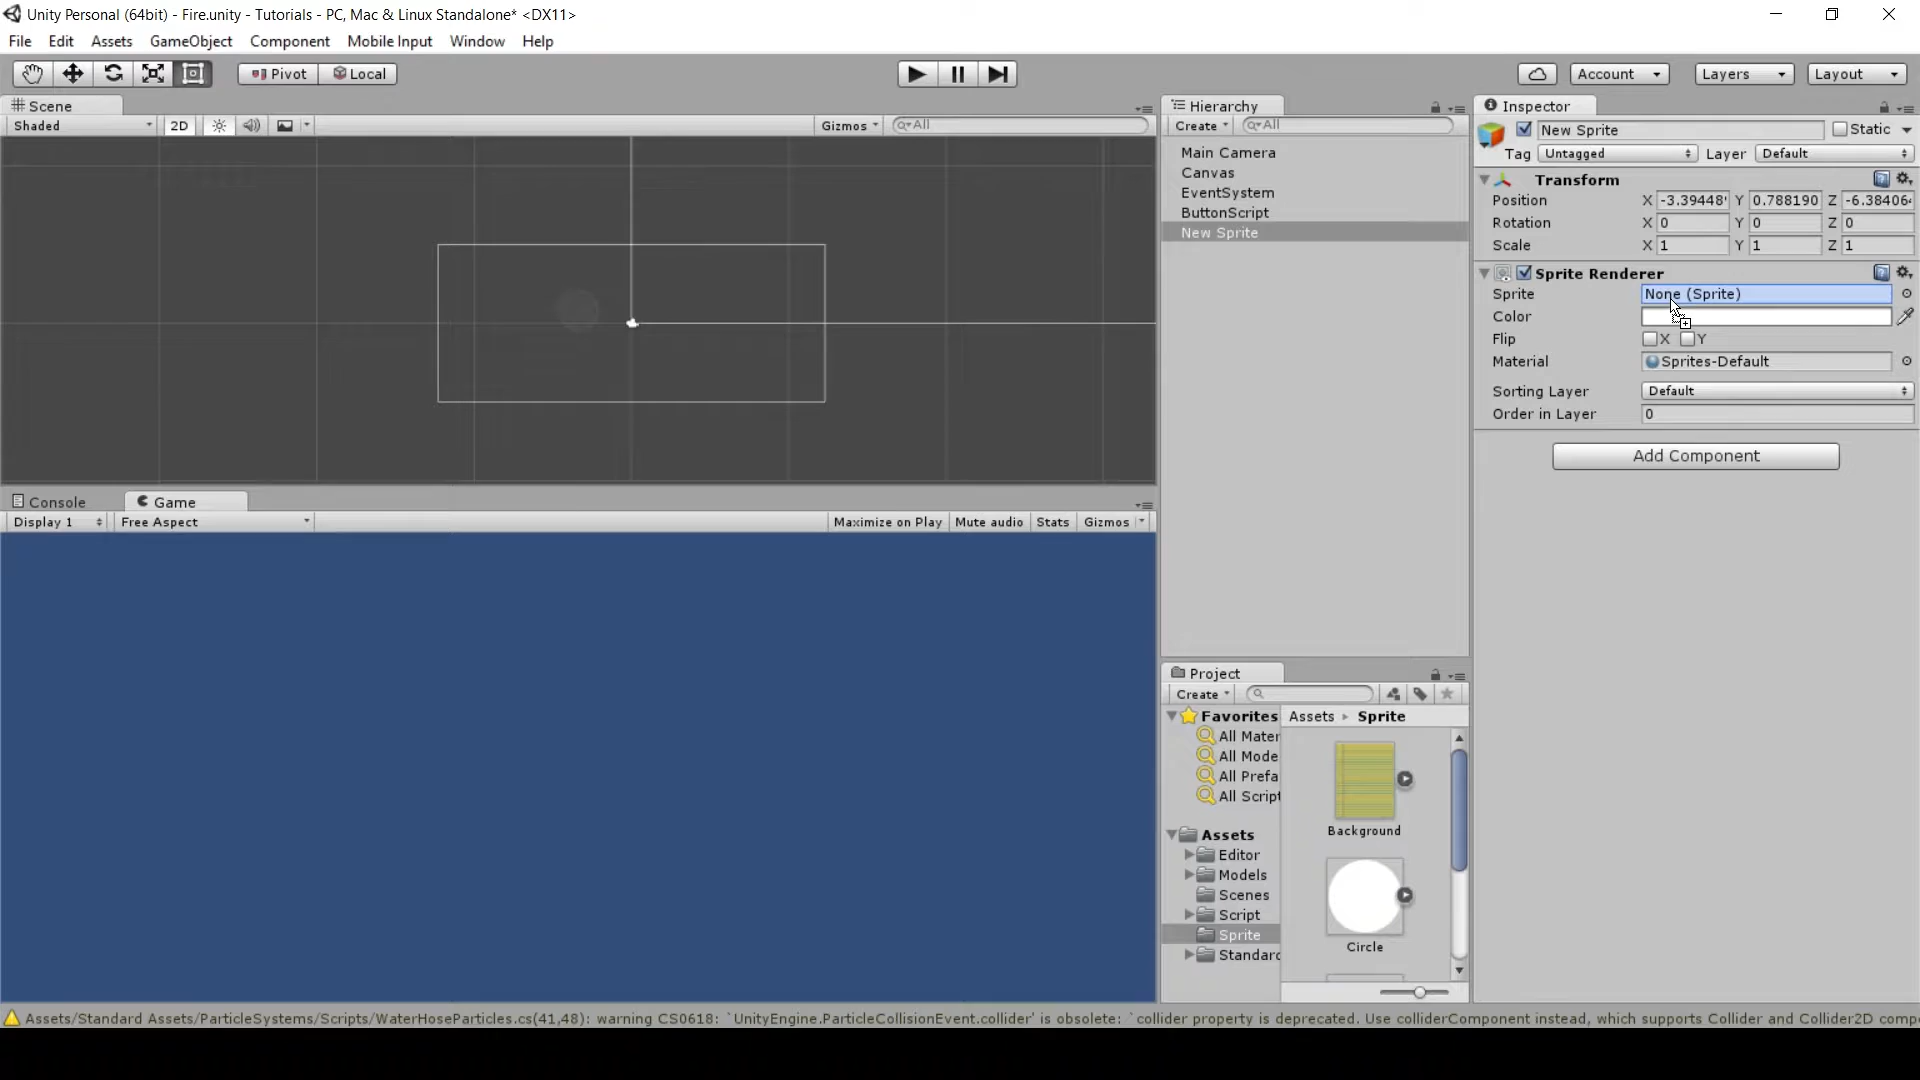 Unity Personal (64bit) - Fire.unity - Tutorials - PC, Mac & Linux Standalone* <DX11>
File Edit Assets GameObject Component Mobile Input Window Help
Pivot Local Account Layers Layout
Scene
Shaded 2D Gizmos All
Console Game
Display 1 Free Aspect Maximize on Play Mute audio Stats Gizmos
Hierarchy
Create All
Main Camera
Canvas
EventSystem
ButtonScript
New Sprite
Project
Create
Favorites
All Mater
All Mode
All Prefa
All Script
Assets
Editor
Models
Scenes
Script
Sprite
Standard
Assets Sprite
Background
Circle
Inspector
New Sprite Static
Tag Untagged Layer Default
Transform
Position X -3.39448 Y 0.788190 Z -6.38406
Rotation X 0 Y 0 Z 0
Scale X 1 Y 1 Z 1
Sprite Renderer
Sprite None (Sprite)
Color
Flip X Y
Material Sprites-Default
Sorting Layer Default
Order in Layer 0
Add Component
Assets/Standard Assets/ParticleSystems/Scripts/WaterHoseParticles.cs(41,48): warning CS0618: `UnityEngine.ParticleCollisionEvent.collider' is obsolete: `collider property is deprecated. Use colliderComponent instead, which supports Collider and Collider2D comp